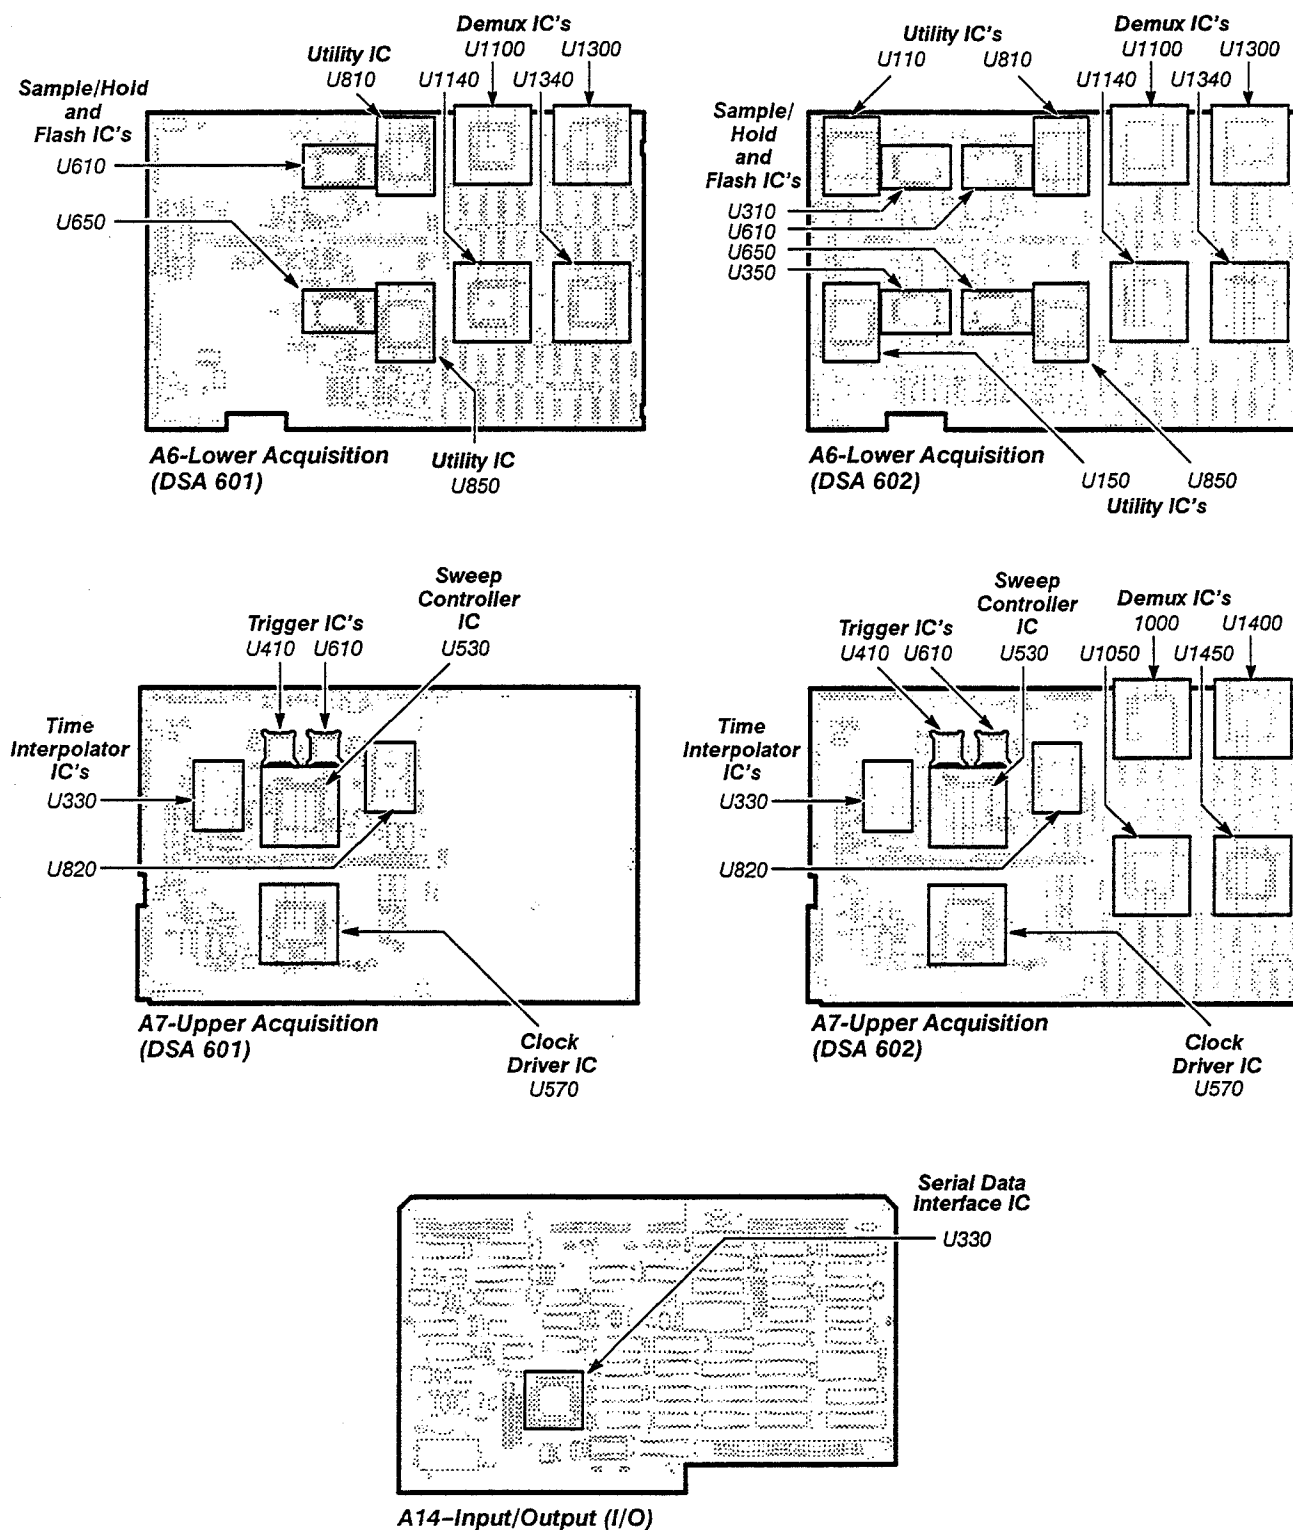 Demux IC's
U1100 U1300
Utility IC
U810 U1140 U1340
Sample/Hold
and
Flash IC's
U610
U650
A6-Lower Acquisition
(DSA 601)
Utility IC
U850
Demux IC's
Utility IC's
U1100 U1300
U110 U810
U1140 U1340
Sample/
Hold
and
Flash IC's
U310
U610
U650
U350
A6-Lower Acquisition
(DSA 602)
U150 U850
Utility IC's
Sweep
Controller
IC
U530
Trigger IC's
U410 U610
Time
Interpolator
IC's
U330
U820
A7-Upper Acquisition
(DSA 601)
Clock
Driver IC
U570
Sweep
Controller
IC
U530
Demux IC's
1000 U1400
U1050 U1450
Trigger IC's
U410 U610
Time
Interpolator
IC's
U330
U820
A7-Upper Acquisition
(DSA 602)
Clock
Driver IC
U570
Serial Data
Interface IC
U330
A14–Input/Output (I/O)